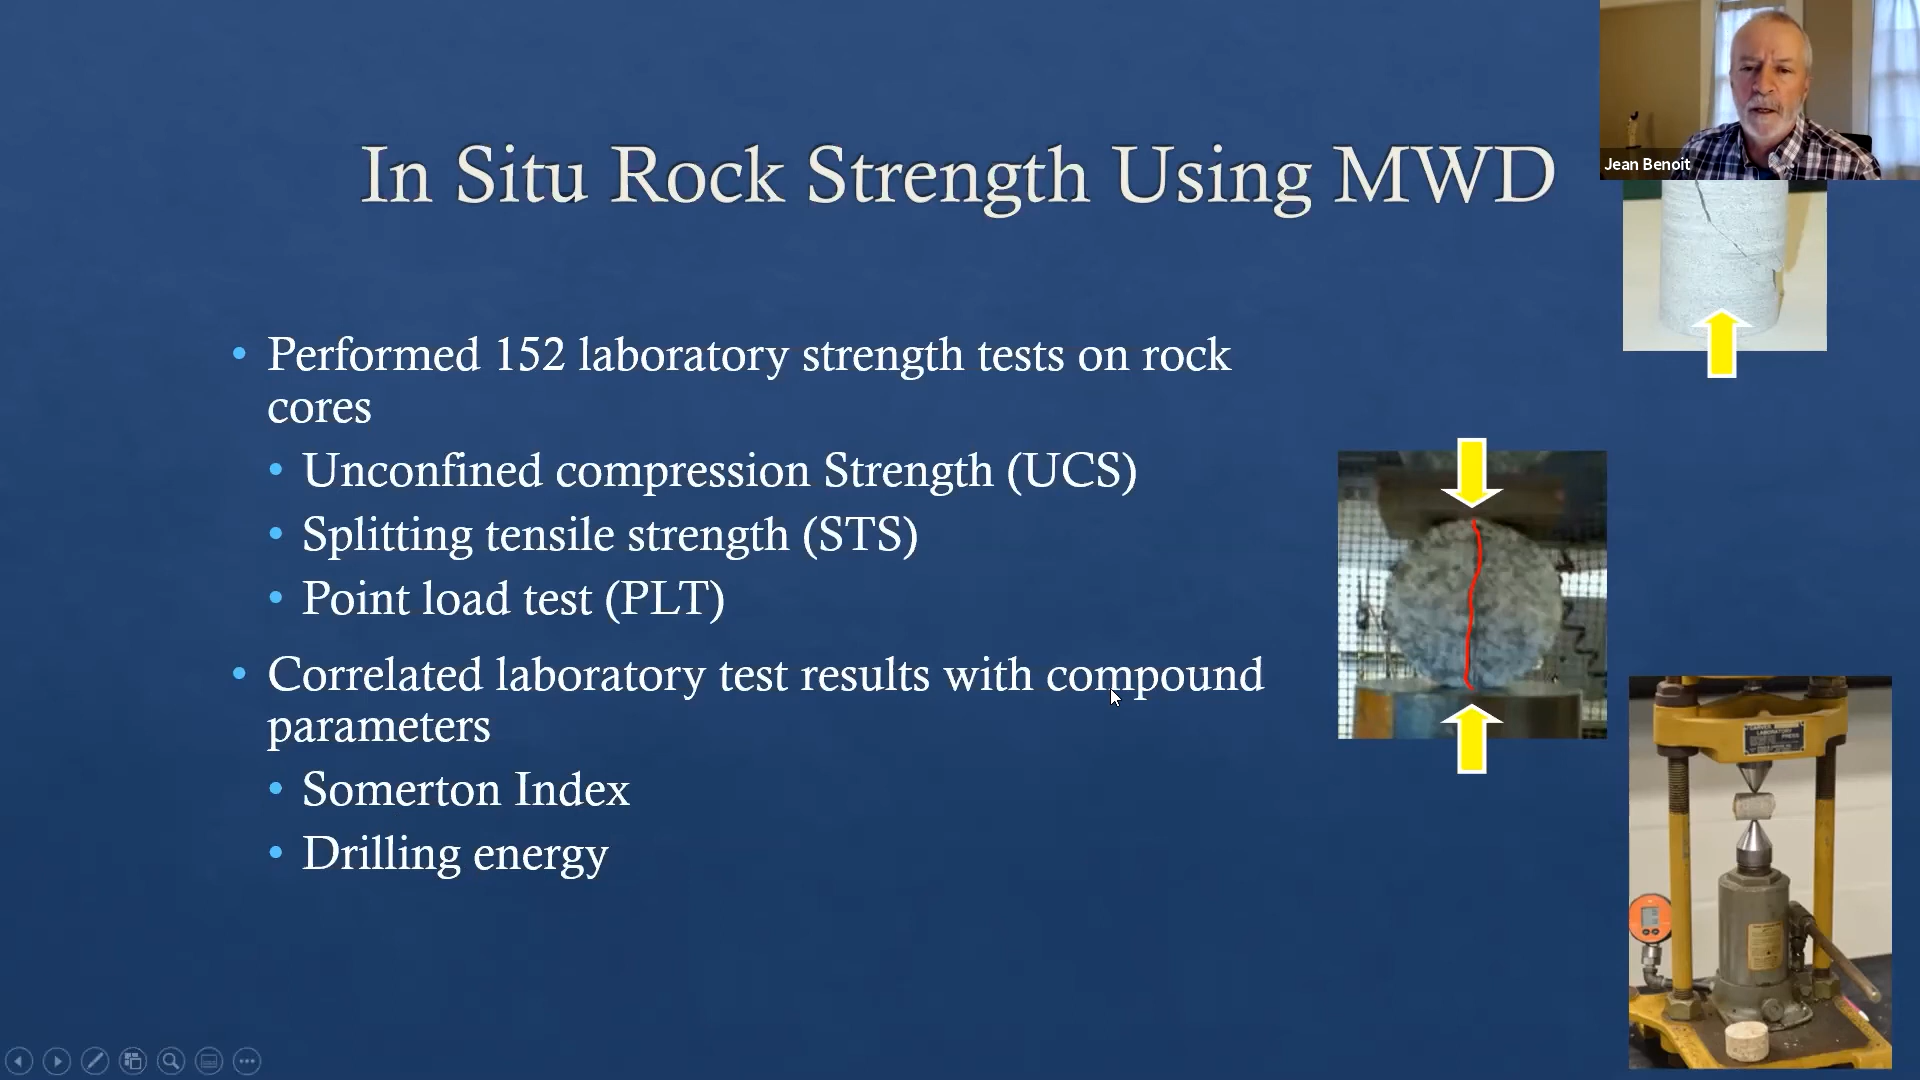 Jean Benoit
In Situ Rock Strength Using MWD
• Performed 152 laboratory strength tests on rock
cores
• Unconfined compression Strength (UCS)
• Splitting tensile strength (STS)
• Point load test (PLT)
• Correlated laboratory test results with compound
parameters
• Somerton Index
• Drilling energy
LABORATORY
PRESS